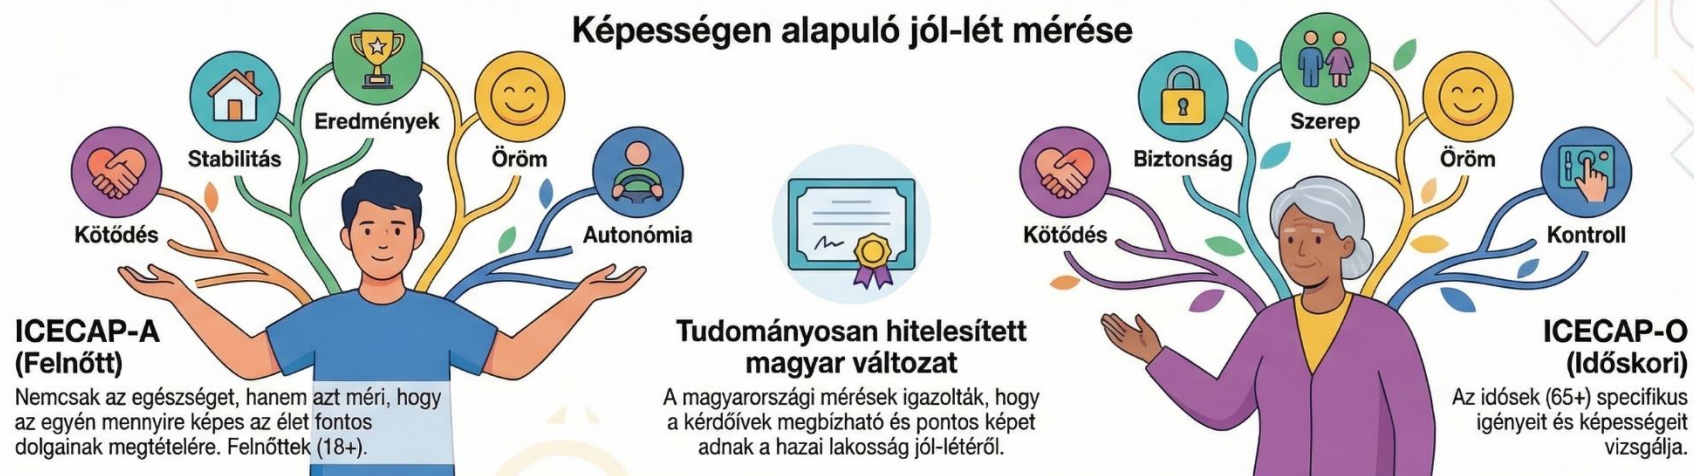 Képességen alapuló jól-lét mérése
Kötődés
Stabilitás
Eredmények
Öröm
Autonómia
ICECAP-A
(Felnőtt)
Nemcsak az egészséget, hanem azt méri, hogy
az egyén mennyire képes az élet fontos
dolgainak megtételére. Felnőttek (18+).
Tudományosan hitelesített
magyar változat
A magyarországi mérések igazolták, hogy
a kérdőívek megbízható és pontos képet
adnak a hazai lakosság jól-létéről.
Kötődés
Biztonság
Szerep
Öröm
Kontroll
ICECAP-O
(Időskori)
Az idősek (65+) specifikus
igényeit és képességeit
vizsgálja.